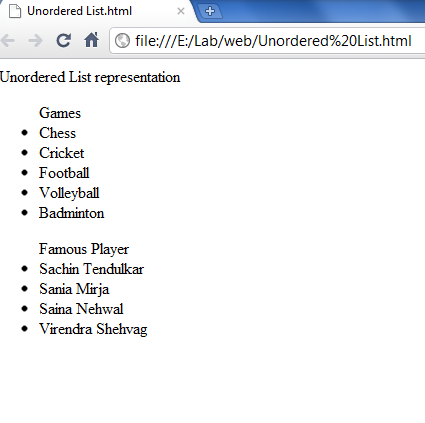 Unordered List.html
file:///E:/Lab/web/Unordered%20List.html
Unordered List representation
Games
Chess
Cricket
Football
Volleyball
Badminton
Famous Player
Sachin Tendulkar
Sania Mirja
Saina Nehwal
Virendra Shehvag